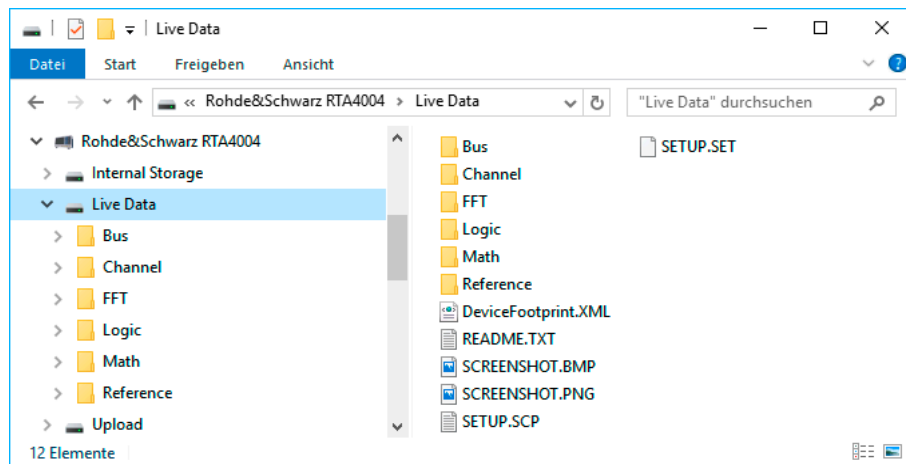 Live Data
Datei Start Freigeben Ansicht ?
« Rohde&Schwarz RTA4004 > Live Data "Live Data" durchsuchen
Rohde&Schwarz RTA4004
Internal Storage
Live Data
Bus
Channel
FFT
Logic
Math
Reference
Upload
Bus
Channel
FFT
Logic
Math
Reference
DeviceFootprint.XML
README.TXT
SCREENSHOT.BMP
SCREENSHOT.PNG
SETUP.SCP
SETUP.SET
12 Elemente